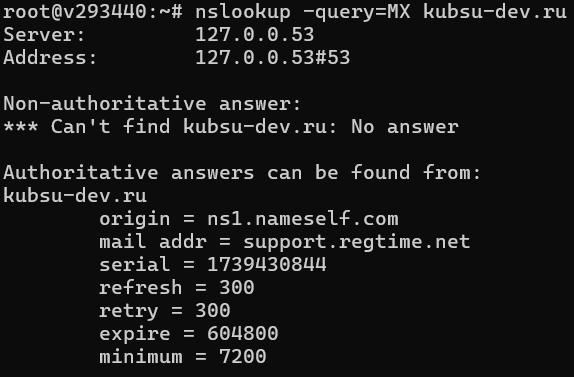 root@v293440:~# nslookup -query=MX kubsu-dev.ru
Server:         127.0.0.53
Address:        127.0.0.53#53

Non-authoritative answer:
*** Can't find kubsu-dev.ru: No answer

Authoritative answers can be found from:
kubsu-dev.ru
        origin = ns1.nameself.com
        mail addr = support.regtime.net
        serial = 1739430844
        refresh = 300
        retry = 300
        expire = 604800
        minimum = 7200